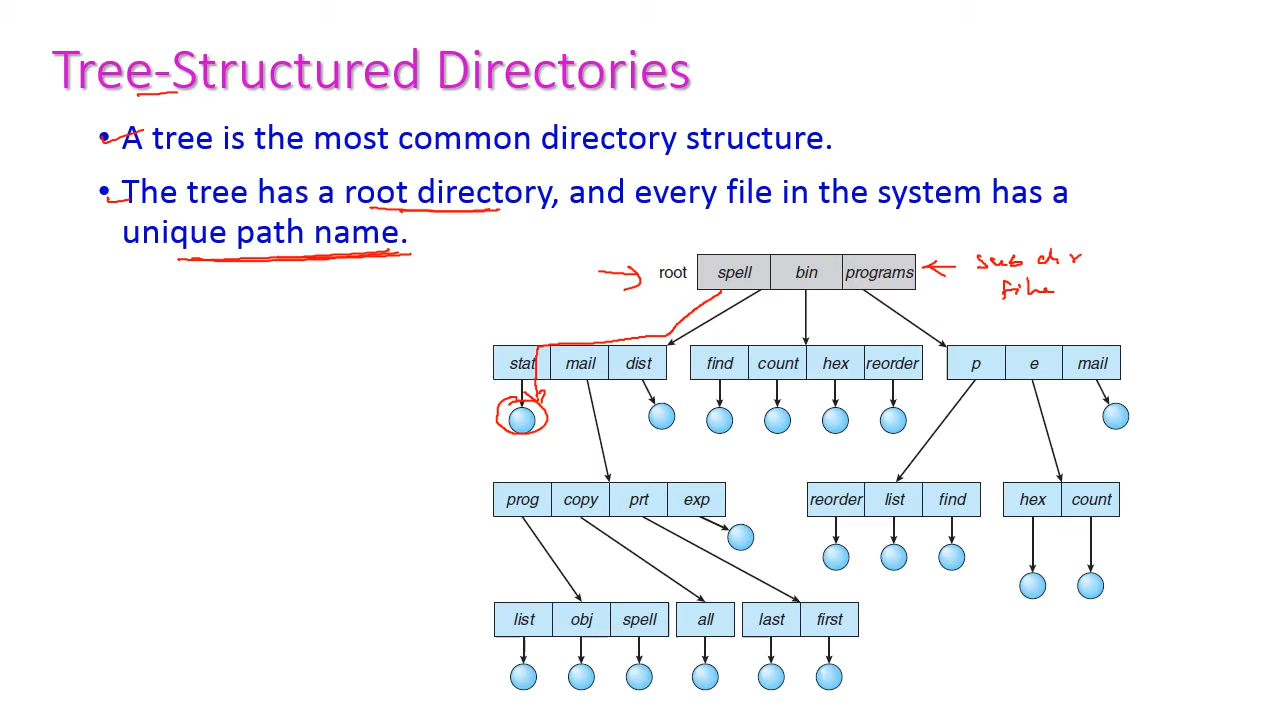 Tree-Structured Directories
• A tree is the most common directory structure.
• The tree has a root directory, and every file in the system has a
unique path name.
root spell bin programs
sub dir
file
stat mail dist find count hex reorder p e mail
prog copy prt exp reorder list find hex count
list obj spell all last first